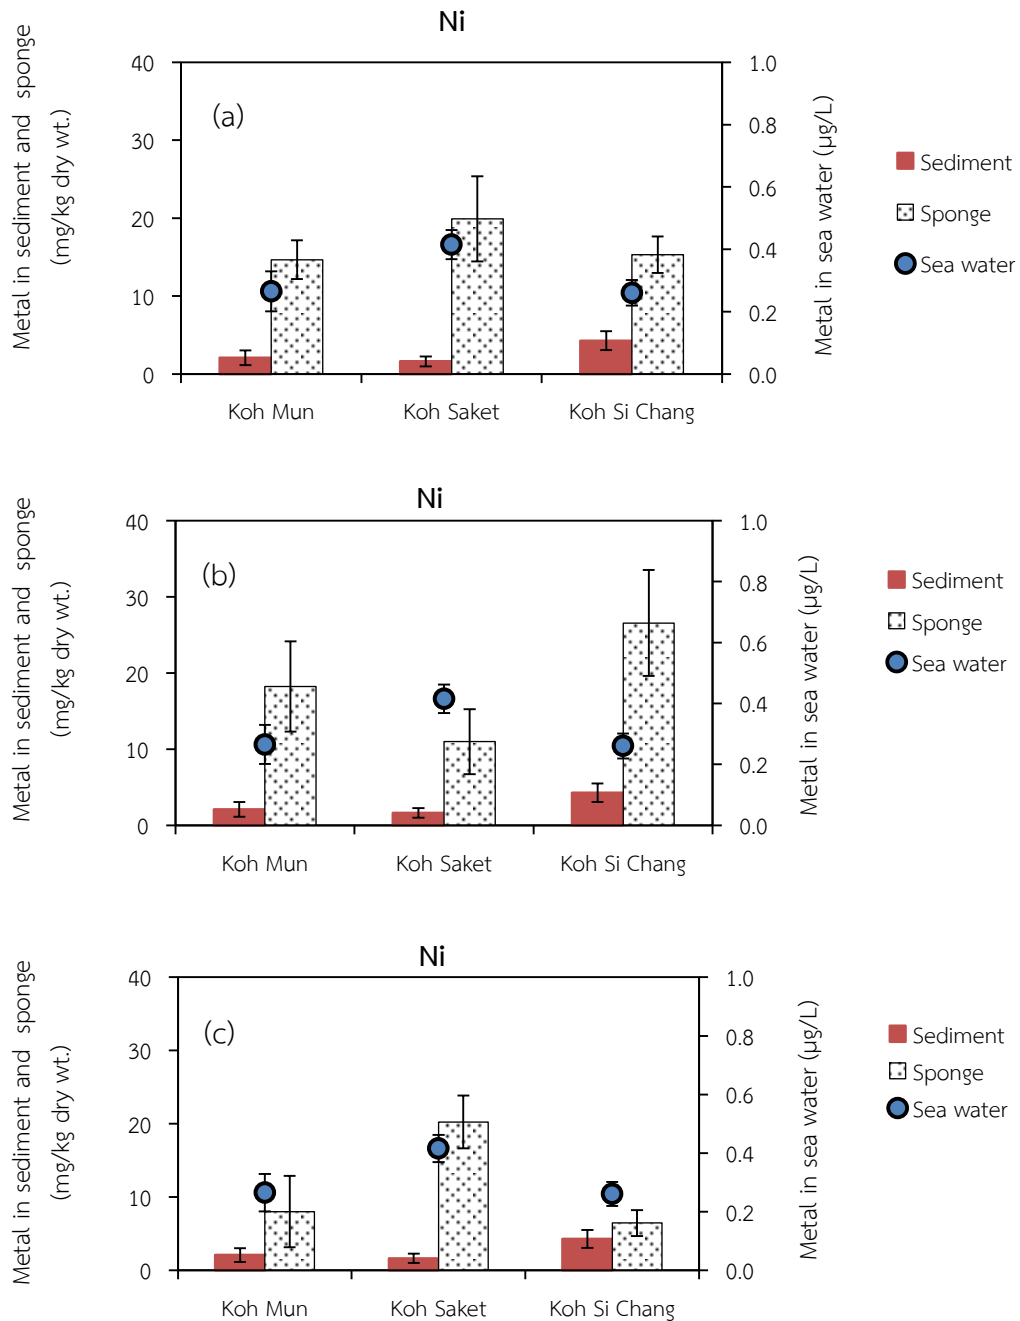 Ni
Metal in sediment and sponge
(mg/kg dry wt.)
40
30
20
10
0
(a)
1.0
0.8
0.6
0.4
0.2
0.0
Metal in sea water (µg/L)
Sediment
Sponge
Sea water
Koh Mun
Koh Saket
Koh Si Chang
Ni
Metal in sediment and sponge
(mg/kg dry wt.)
40
30
20
10
0
(b)
1.0
0.8
0.6
0.4
0.2
0.0
Metal in sea water (µg/L)
Sediment
Sponge
Sea water
Koh Mun
Koh Saket
Koh Si Chang
Ni
Metal in sediment and sponge
(mg/kg dry wt.)
40
30
20
10
0
(c)
1.0
0.8
0.6
0.4
0.2
0.0
Metal in sea water (µg/L)
Sediment
Sponge
Sea water
Koh Mun
Koh Saket
Koh Si Chang